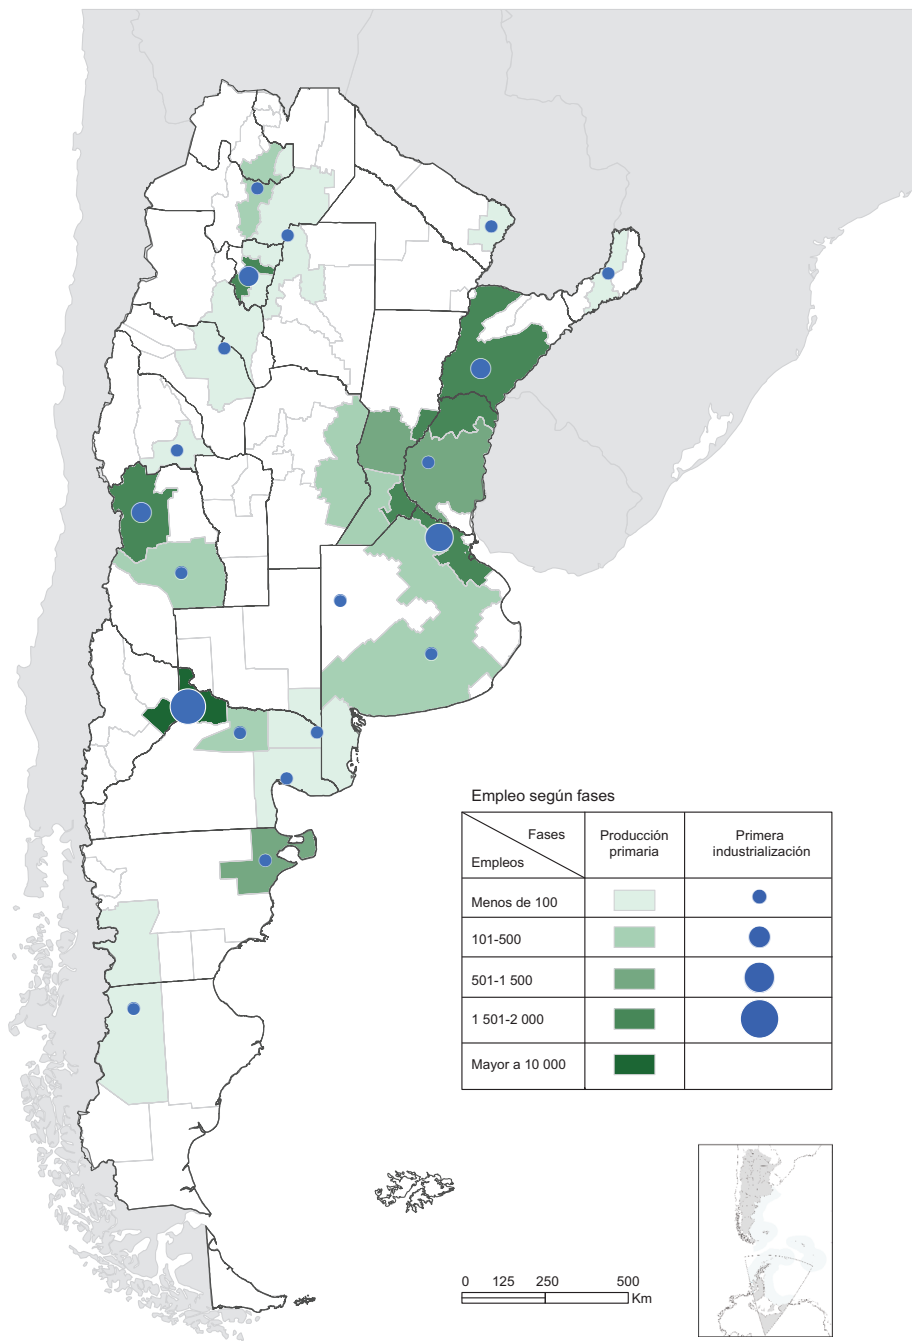 Empleo según fases
Fases
Empleos
Producción
primaria
Primera
industrialización
Menos de 100
101-500
501-1 500
1 501-2 000
Mayor a 10 000
0 125 250 500
Km